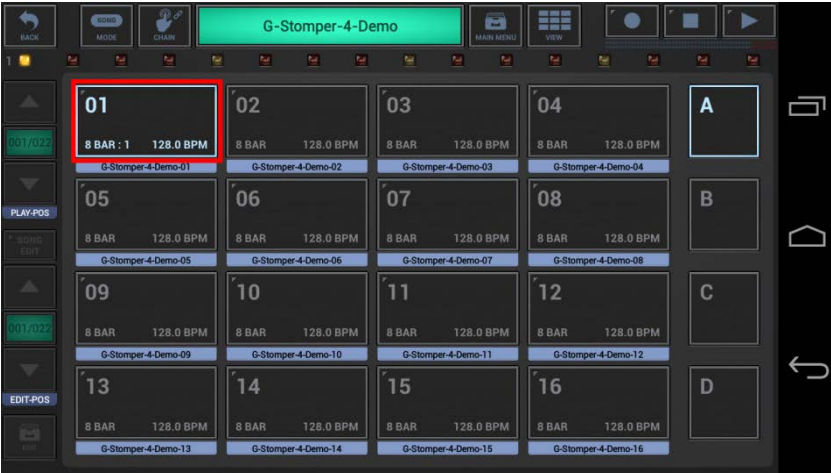 SONG
G-Stomper-4-Demo
BACK
MODE
CHAIN
MAIN MENU
VIEW
1
01
02
03
04
A
001/022
8 BAR : 1 128.0 BPM
8 BAR 128.0 BPM
8 BAR 128.0 BPM
8 BAR 128.0 BPM
G-Stomper-4-Demo-01
G-Stomper-4-Demo-02
G-Stomper-4-Demo-03
G-Stomper-4-Demo-04
05
06
07
08
B
PLAY-POS
SONG
EDIT
8 BAR 128.0 BPM
8 BAR 128.0 BPM
8 BAR 128.0 BPM
8 BAR 128.0 BPM
G-Stomper-4-Demo-05
G-Stomper-4-Demo-06
G-Stomper-4-Demo-07
G-Stomper-4-Demo-08
09
10
11
12
C
001/022
8 BAR 128.0 BPM
8 BAR 128.0 BPM
8 BAR 128.0 BPM
8 BAR 128.0 BPM
G-Stomper-4-Demo-09
G-Stomper-4-Demo-10
G-Stomper-4-Demo-11
G-Stomper-4-Demo-12
13
14
15
16
D
EDIT-POS
8 BAR 128.0 BPM
8 BAR 128.0 BPM
8 BAR 128.0 BPM
8 BAR 128.0 BPM
G-Stomper-4-Demo-13
G-Stomper-4-Demo-14
G-Stomper-4-Demo-15
G-Stomper-4-Demo-16